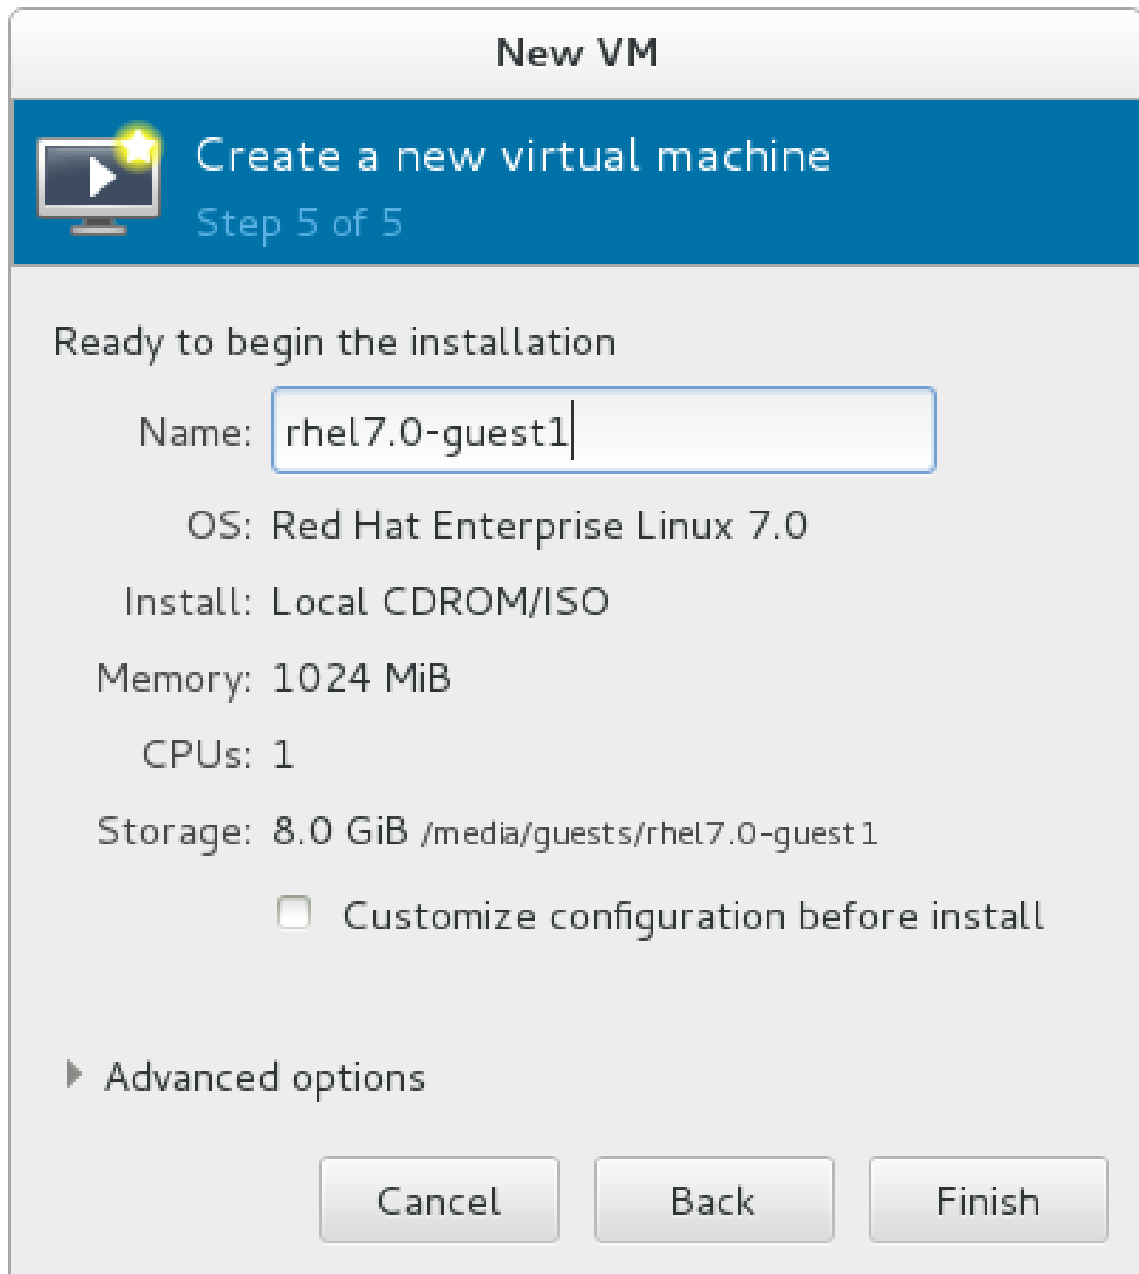 New VM
Create a new virtual machine
Step 5 of 5
Ready to begin the installation
Name: rhel7.0-guest1
OS: Red Hat Enterprise Linux 7.0
Install: Local CDROM/ISO
Memory: 1024 MiB
CPUs: 1
Storage: 8.0 GiB /media/guests/rhel7.0-guest1
Customize configuration before install
Advanced options
Cancel Back Finish